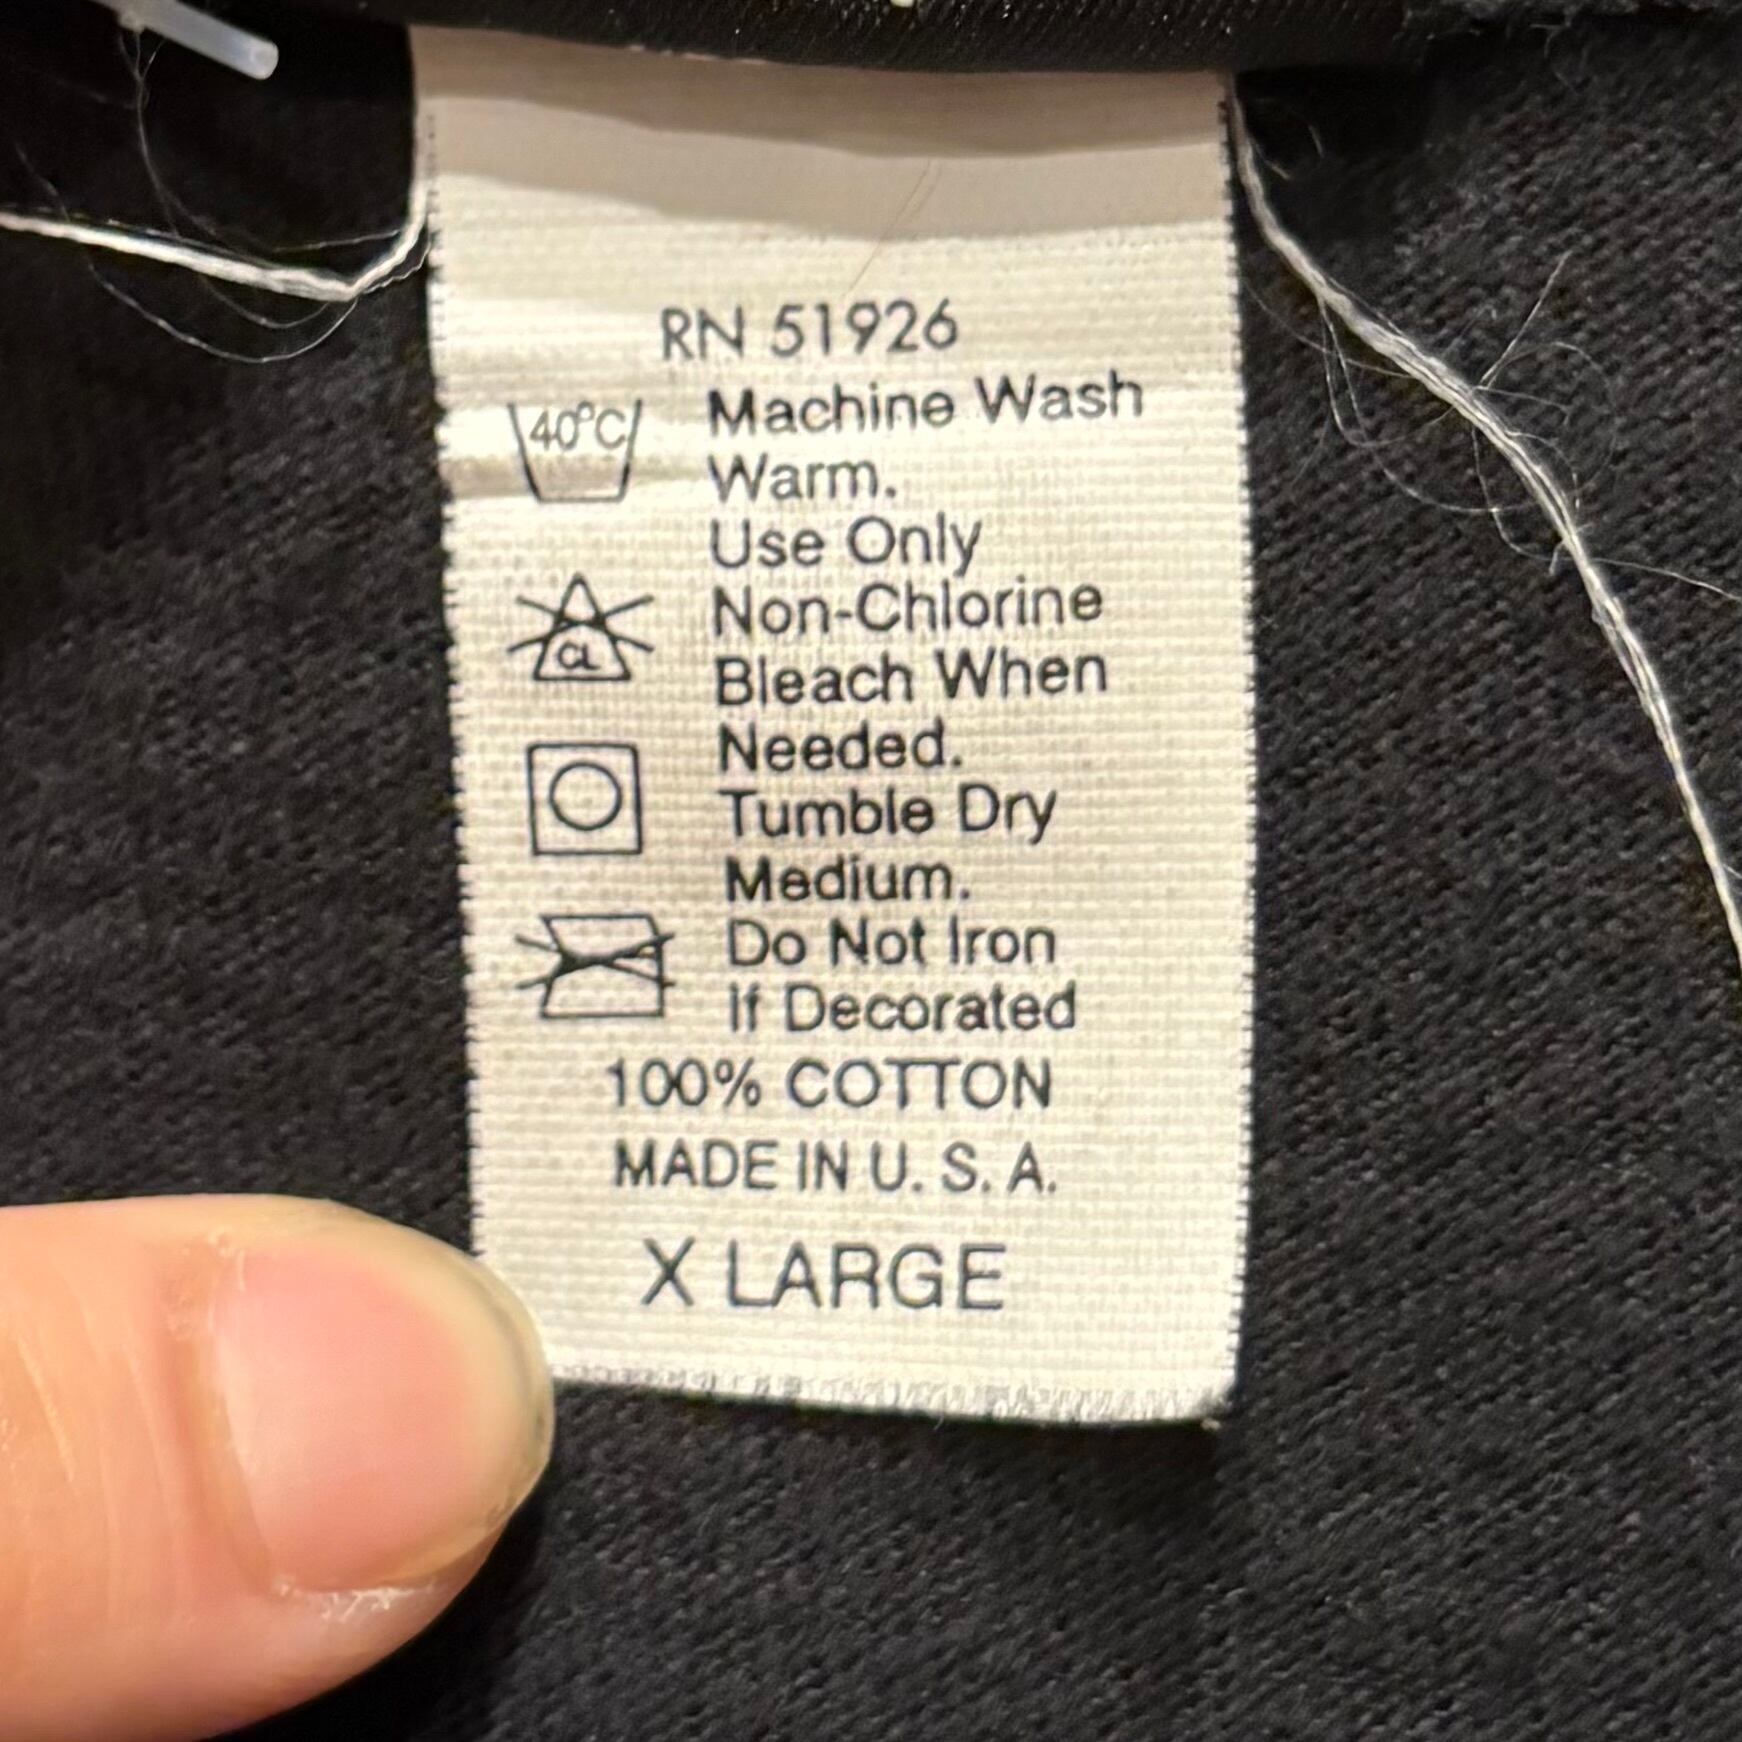 RN 51926
40°C
Machine Wash
Warm.
Use Only
CL
Non-Chlorine
Bleach When
Needed.
Tumble Dry
Medium.
Do Not Iron
If Decorated
100% COTTON
MADE IN U. S. A.
X LARGE